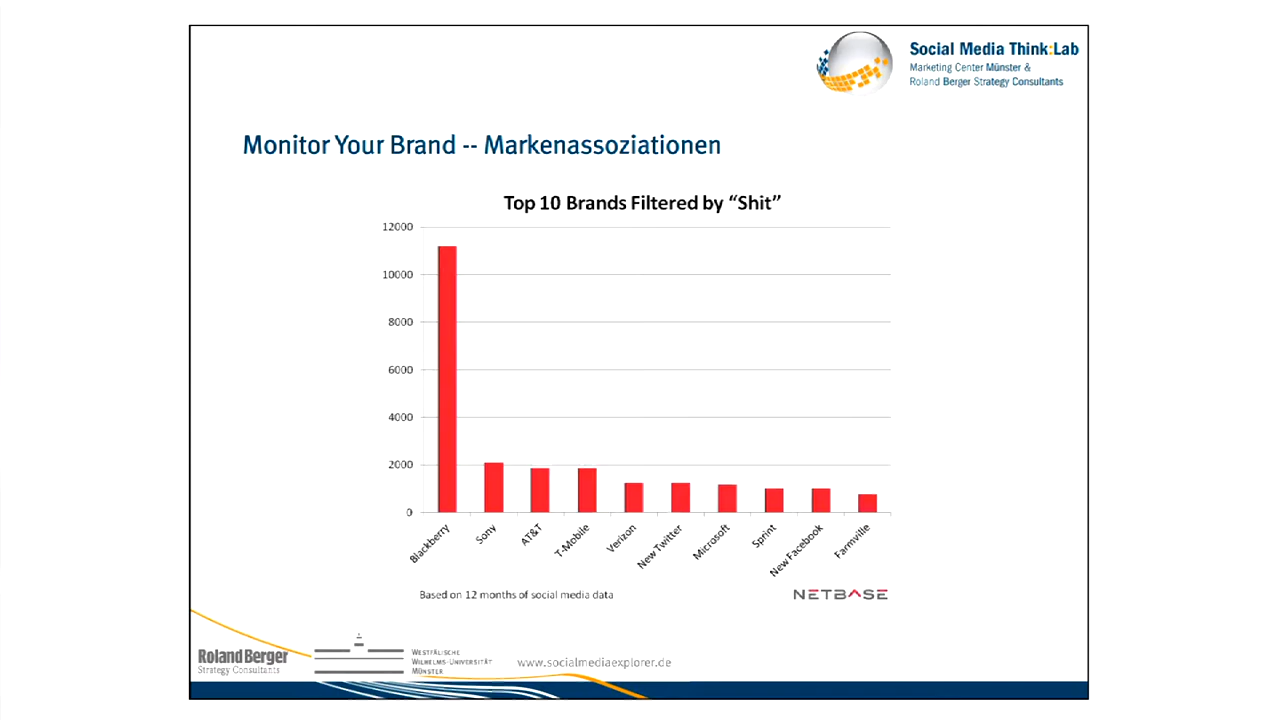 Social Media Think:Lab
Marketing Center Münster &
Roland Berger Strategy Consultants
Monitor Your Brand -- Markenassoziationen
Top 10 Brands Filtered by “Shit”
12000
10000
8000
6000
4000
2000
0
Blackberry
Sony
AT&T
T-Mobile
Verizon
New Twitter
Microsoft
Sprint
New Facebook
Farmville
Based on 12 months of social media data
NETBASE
Roland Berger
Strategy Consultants
Westfälische
Wilhelms-Universität
Münster
www.socialmediaexplorer.de